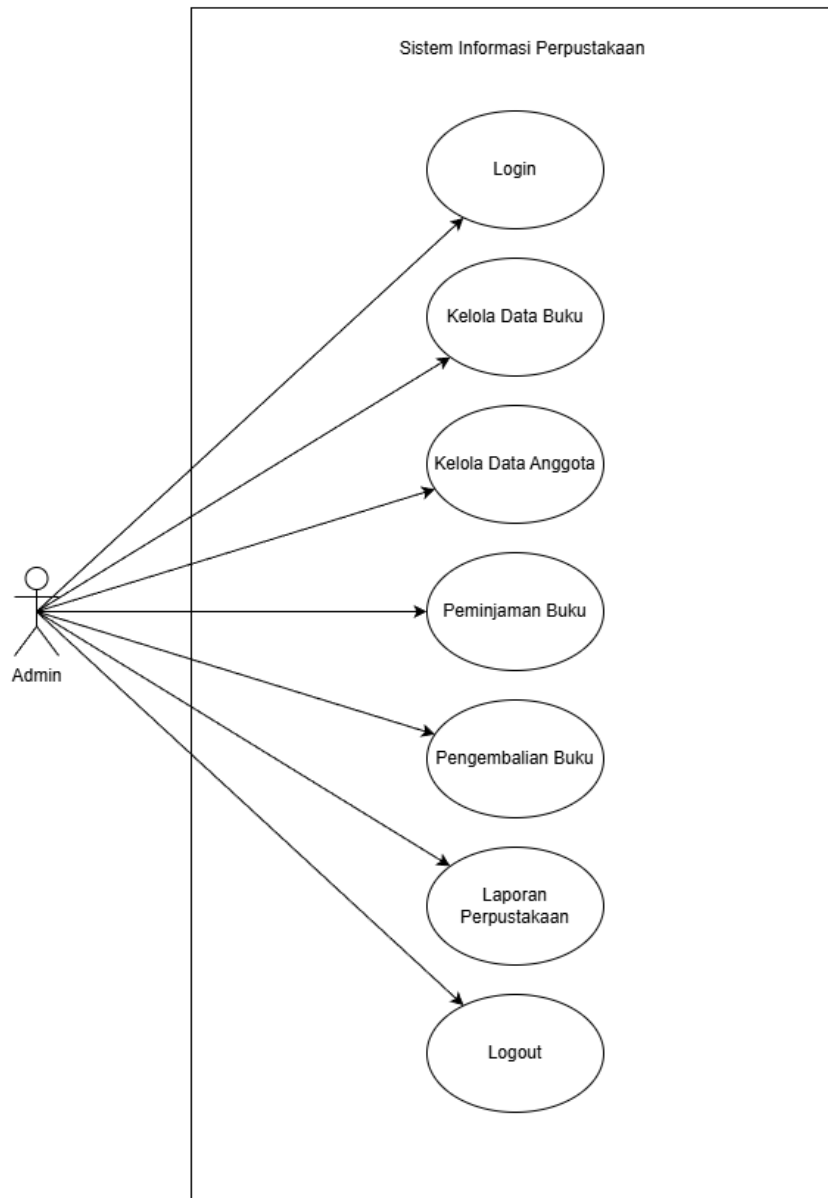 Sistem Informasi Perpustakaan
Login
Kelola Data Buku
Kelola Data Anggota
Peminjaman Buku
Admin
Pengembalian Buku
Laporan
Perpustakaan
Logout